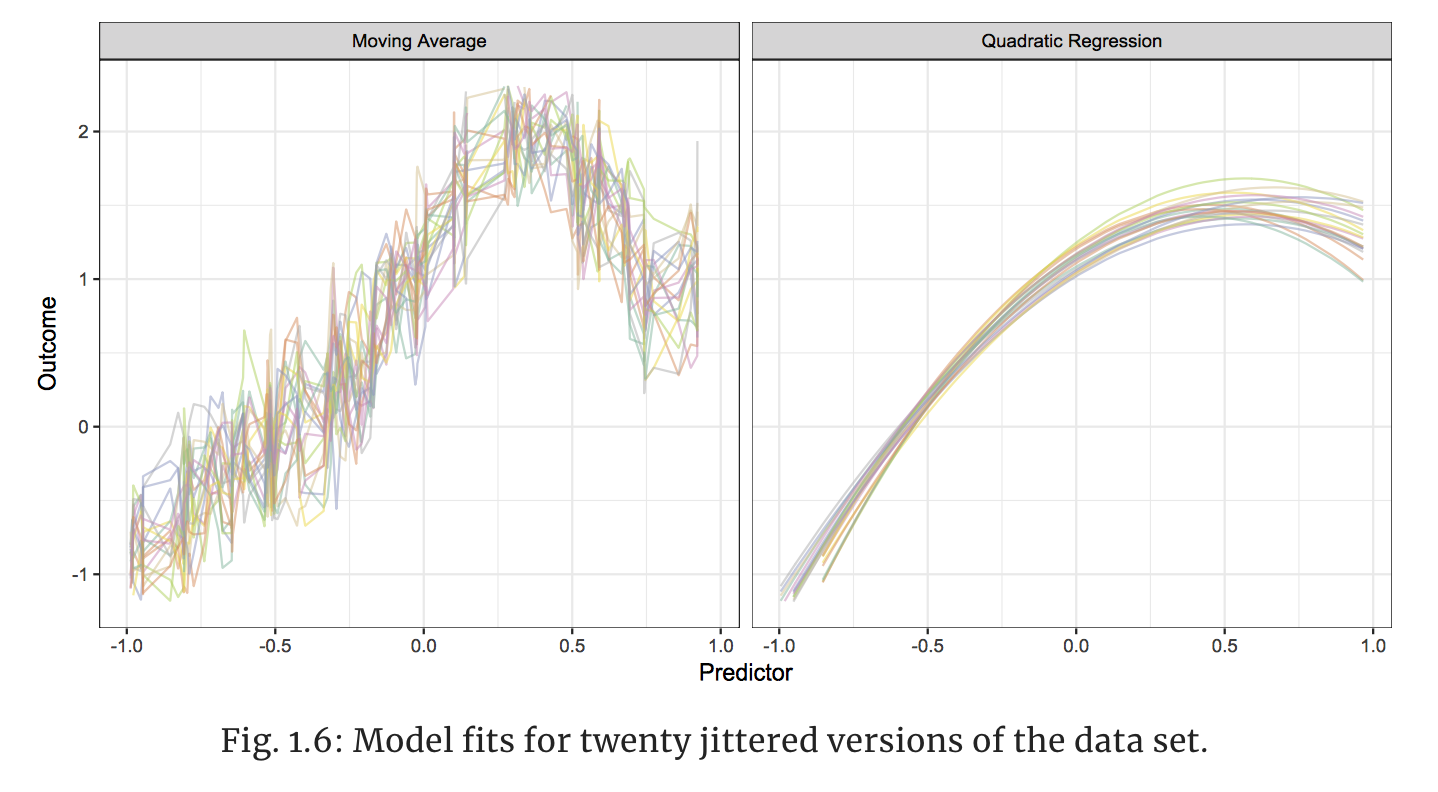 Moving Average
Quadratic Regression
Outcome
2
1
0
-1
-1.0 -0.5 0.0 0.5 1.0
-1.0 -0.5 0.0 0.5 1.0
Predictor
Fig. 1.6: Model fits for twenty jittered versions of the data set.